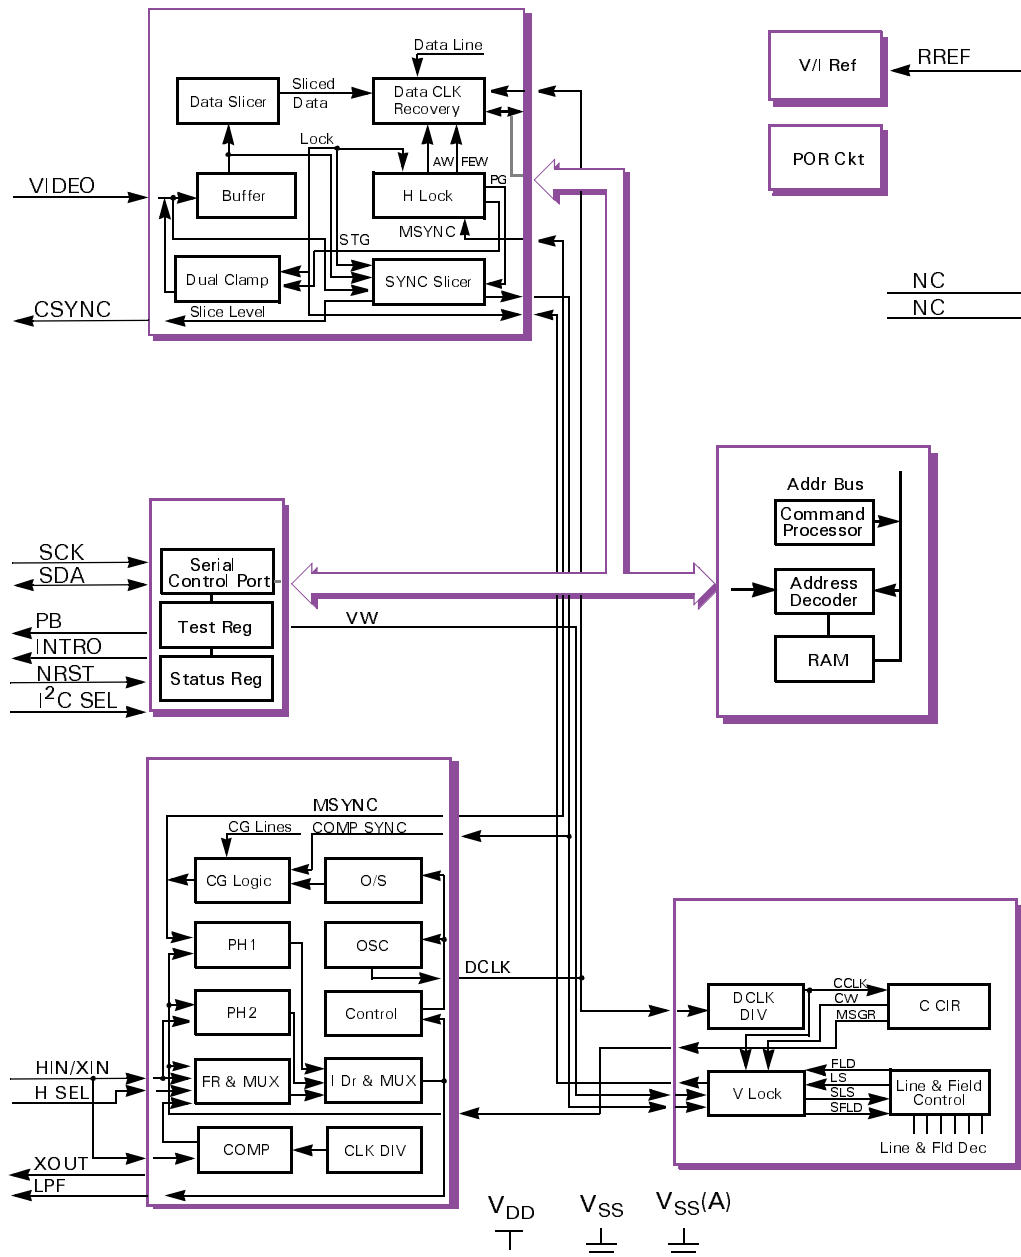 Data Line
Data Slicer
Sliced
Data
Data CLK
Recovery
V/I Ref
RREF
POR Ckt
Lock
AW
FEW
PG
VIDEO
Buffer
H Lock
MSYNC
STG
Dual Clamp
SYNC Slicer
CSYNC
Slice Level
NC
NC
Addr Bus
Command
Processor
Address
Decoder
RAM
SCK
SDA
PB
INTRO
NRST
I²C SEL
Serial
Control Port
Test Reg
Status Reg
VW
MSYNC
CG Lines
COMP SYNC
CG Logic
O/S
PH1
OSC
DCLK
PH2
Control
HIN/XIN
H SEL
FR & MUX
I Dr & MUX
COMP
CLK DIV
XOUT
LPF
DCLK
DIV
CCLK
CW
MSGR
C CIR
V Lock
FLD
LS
SLS
SFLD
Line & Field
Control
Line & Fld Dec
VDD
VSS
VSS(A)